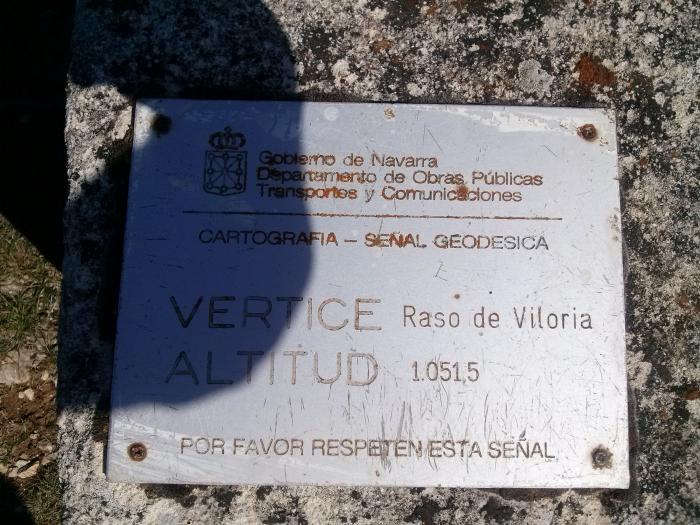 Gobierno de Navarra
Departamento de Obras Públicas
Transportes y Comunicaciones
CARTOGRAFIA - SEÑAL GEODESICA
VERTICE Raso de Viloria
ALTITUD 1.051,5
POR FAVOR RESPETEN ESTA SEÑAL